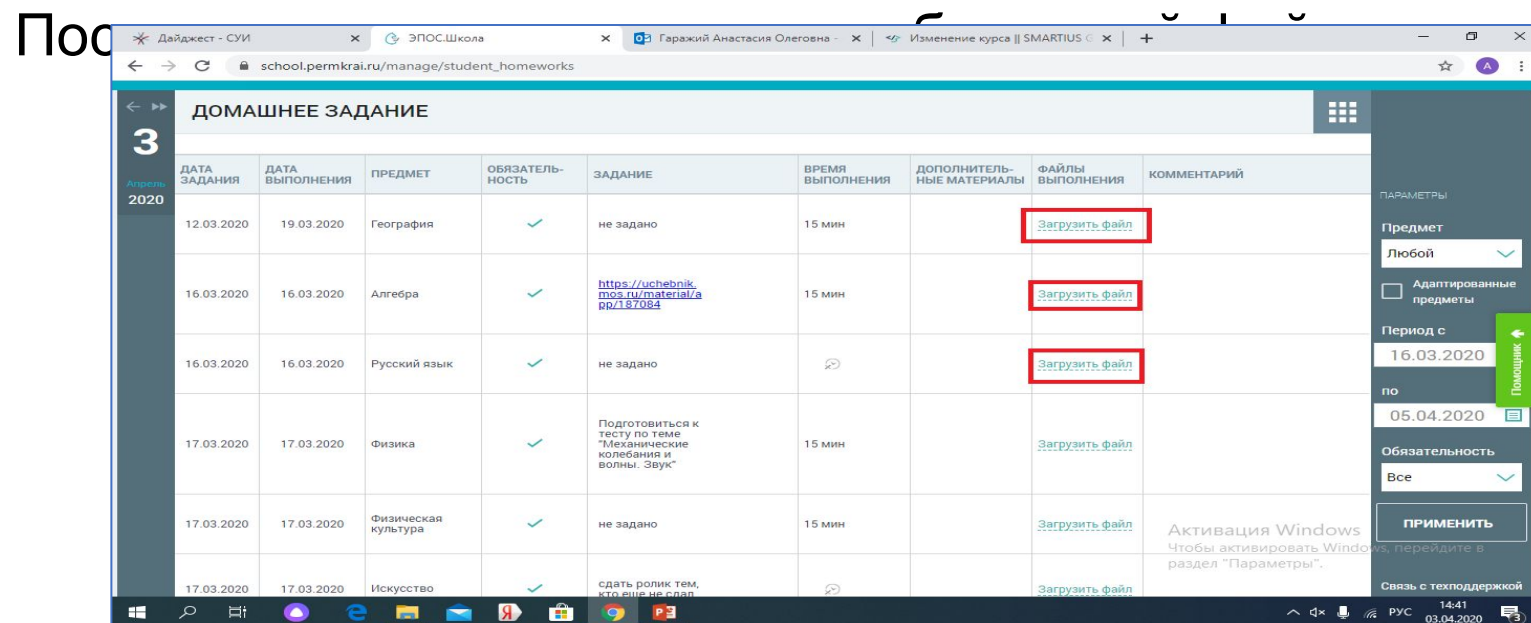 Дайджест - СУИ
ЭПОС.Школа
Гаражий Анастасия Олеговна -
Изменение курса || SMARTIUS
school.permkrai.ru/manage/student_homeworks
А
3
Апрель
2020
ДОМАШНЕЕ ЗАДАНИЕ
ДАТА ЗАДАНИЯ ДАТА ВЫПОЛНЕНИЯ ПРЕДМЕТ ОБЯЗАТЕЛЬ-НОСТЬ ЗАДАНИЕ ВРЕМЯ ВЫПОЛНЕНИЯ ДОПОЛНИТЕЛЬ-НЫЕ МАТЕРИАЛЫ ФАЙЛЫ ВЫПОЛНЕНИЯ КОММЕНТАРИЙ
12.03.2020 19.03.2020 География не задано 15 мин Загрузить файл
16.03.2020 16.03.2020 Алгебра
https://uchebnik.
mos.ru/material/a
pp/187084
15 мин Загрузить файл
16.03.2020 16.03.2020 Русский язык не задано Загрузить файл
17.03.2020 17.03.2020 Физика
Подготовиться к
тесту по теме
"Механические
колебания и
волны. Звук"
15 мин Загрузить файл
17.03.2020 17.03.2020 Физическая
культура
не задано 15 мин Загрузить файл
17.03.2020 17.03.2020 Искусство
сдать ролик тем,
кто еще не сдал
Загрузить файл
ПАРАМЕТРЫ
Предмет
Любой
Адаптированные
предметы
Период с
16.03.2020
по
05.04.2020
Обязательность
Все
ПРИМЕНИТЬ
Помощник
Активация Windows
Чтобы активировать Windows, перейдите в
раздел "Параметры".
Связь с техподдержкой
РУС
14:41
03.04.2020
3